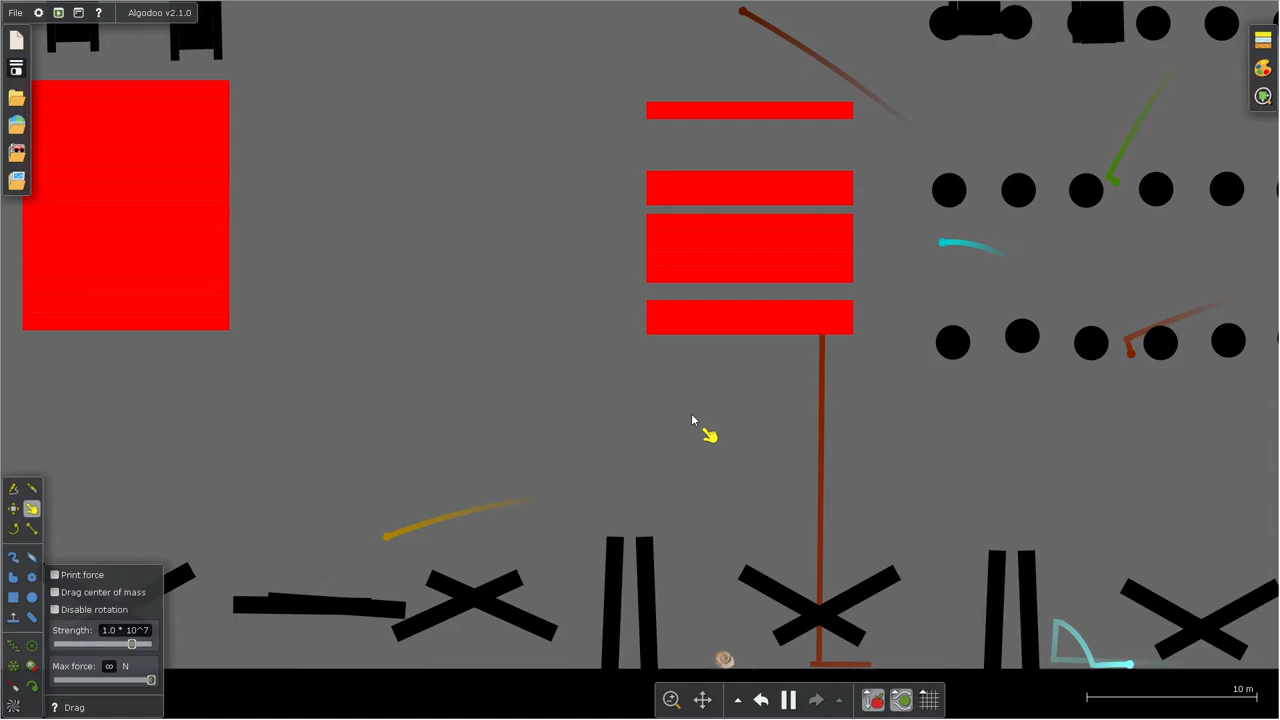 File ? Algodoo v2.1.0
Print force
Drag center of mass
Disable rotation
Strength: 1.0 * 10^7
Max force: ∞ N
? Drag
10 m